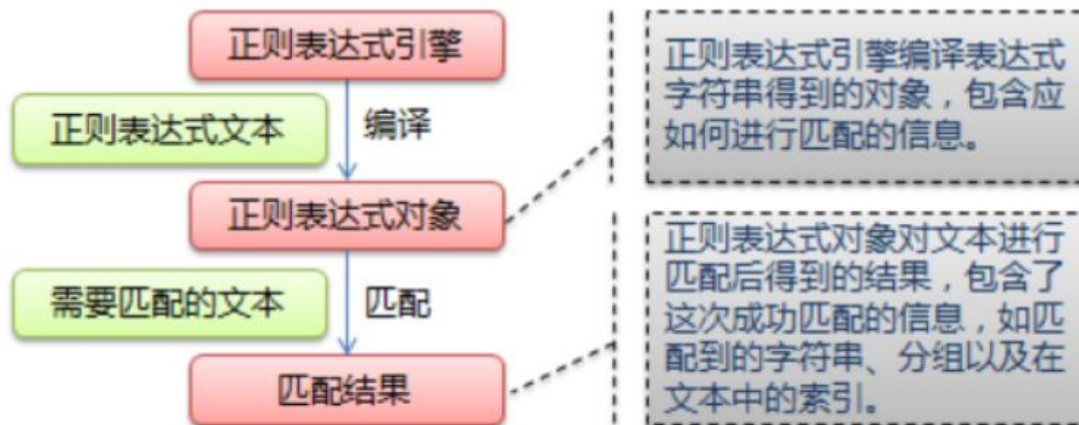 正则表达式引擎
正则表达式文本
编译
正则表达式对象
需要匹配的文本
匹配
匹配结果
正则表达式引擎编译表达式
字符串得到的对象，包含应
如何进行匹配的信息。
正则表达式对象对文本进行
匹配后得到的结果，包含了
这次成功匹配的信息，如匹
配到的字符串、分组以及在
文本中的索引。